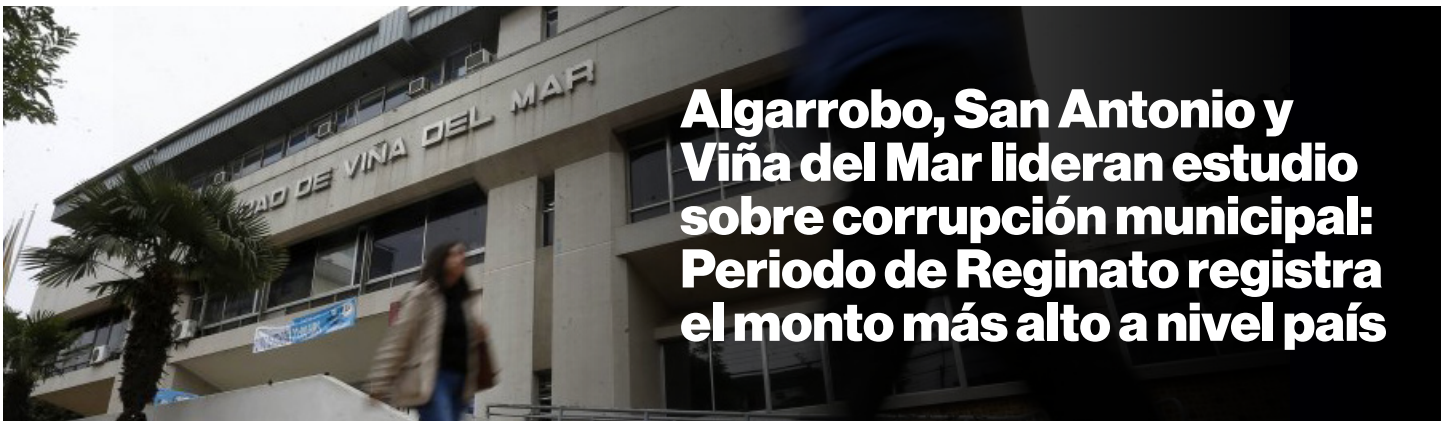 DE VIÑA DEL MAR
Algarrobo, San Antonio y
Viña del Mar lideran estudio
sobre corrupción municipal:
Periodo de Reginato registra
el monto más alto a nivel país